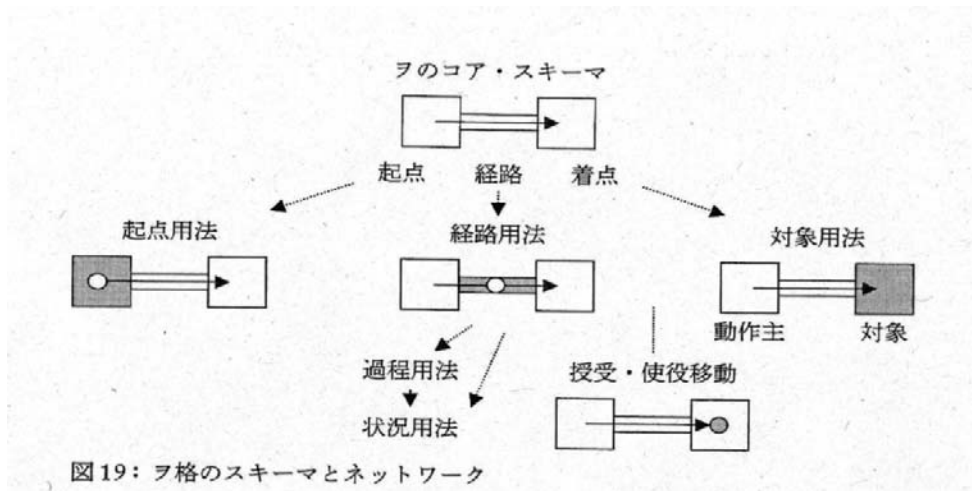 ヲのコア・スキーマ
起点 経路 着点
起点用法 経路用法 対象用法
動作主 対象
過程用法 授受・使役移動
状況用法
図19：ヲ格のスキーマとネットワーク